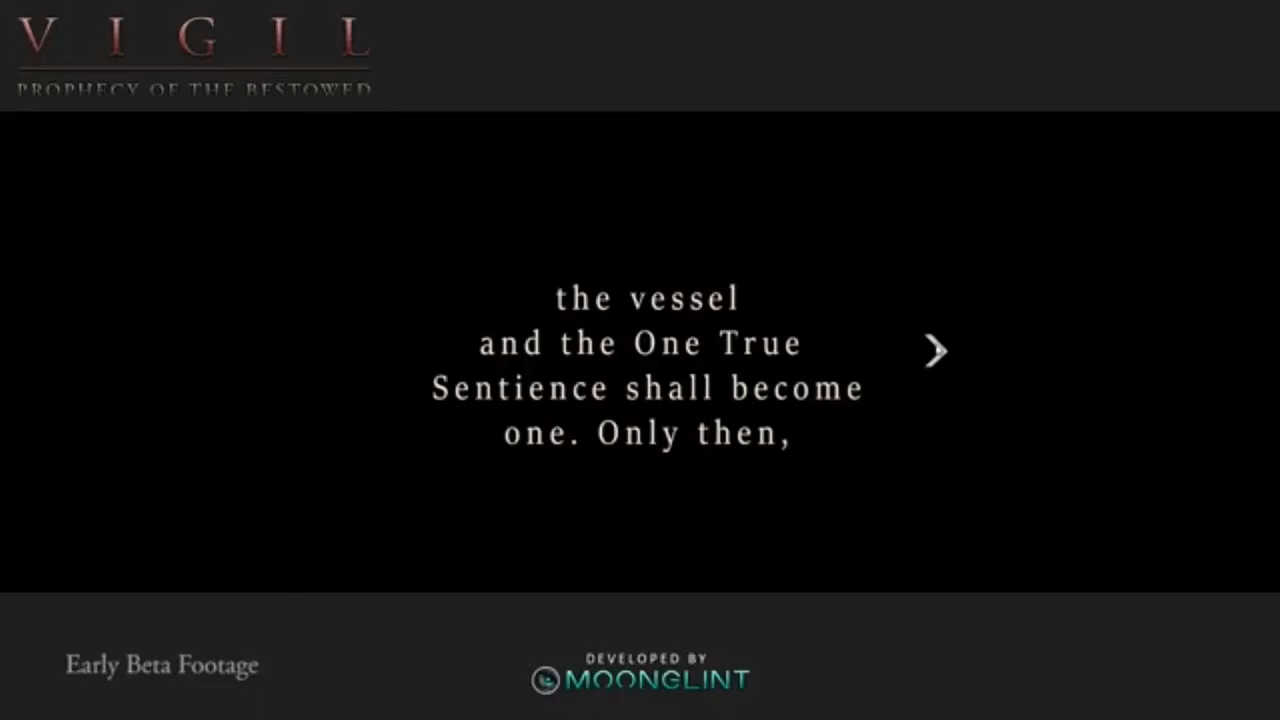 VIGIL
PROPHECY OF THE BESTOWED
the vessel
and the One True
Sentience shall become
one. Only then,
Early Beta Footage
DEVELOPED BY
MOONGLINT